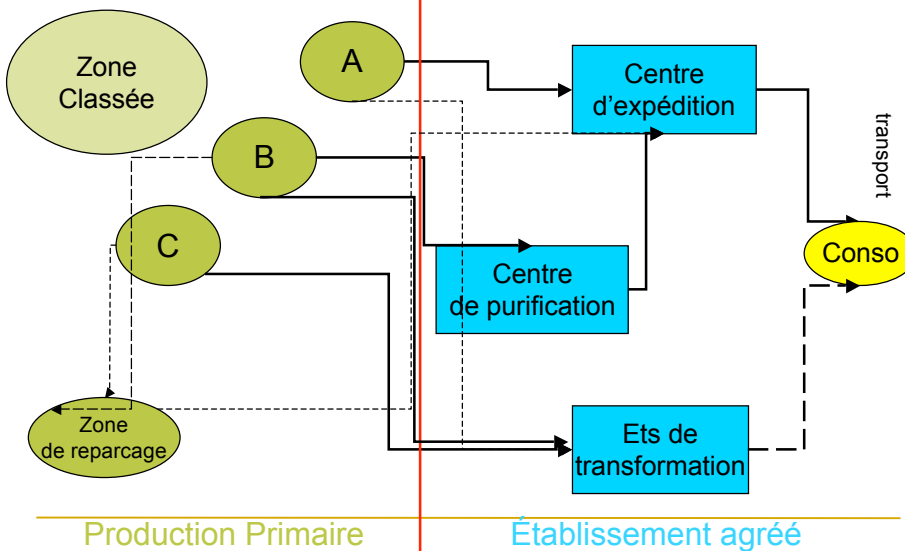 Zone
Classée
A
B
C
Zone
de reparcage
Centre
d'expédition
Centre
de purification
Ets de
transformation
transport
Conso
Production Primaire
Établissement agréé